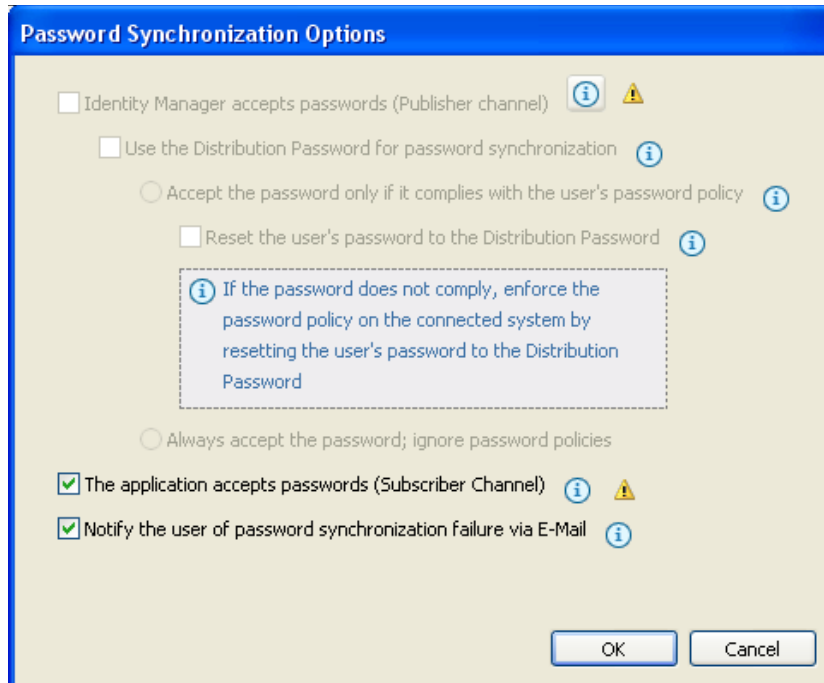 Password Synchronization Options
Identity Manager accepts passwords (Publisher channel)
Use the Distribution Password for password synchronization
Accept the password only if it complies with the user's password policy
Reset the user's password to the Distribution Password
If the password does not comply, enforce the
password policy on the connected system by
resetting the user's password to the Distribution
Password
Always accept the password; ignore password policies
The application accepts passwords (Subscriber Channel)
Notify the user of password synchronization failure via E-Mail
OK Cancel